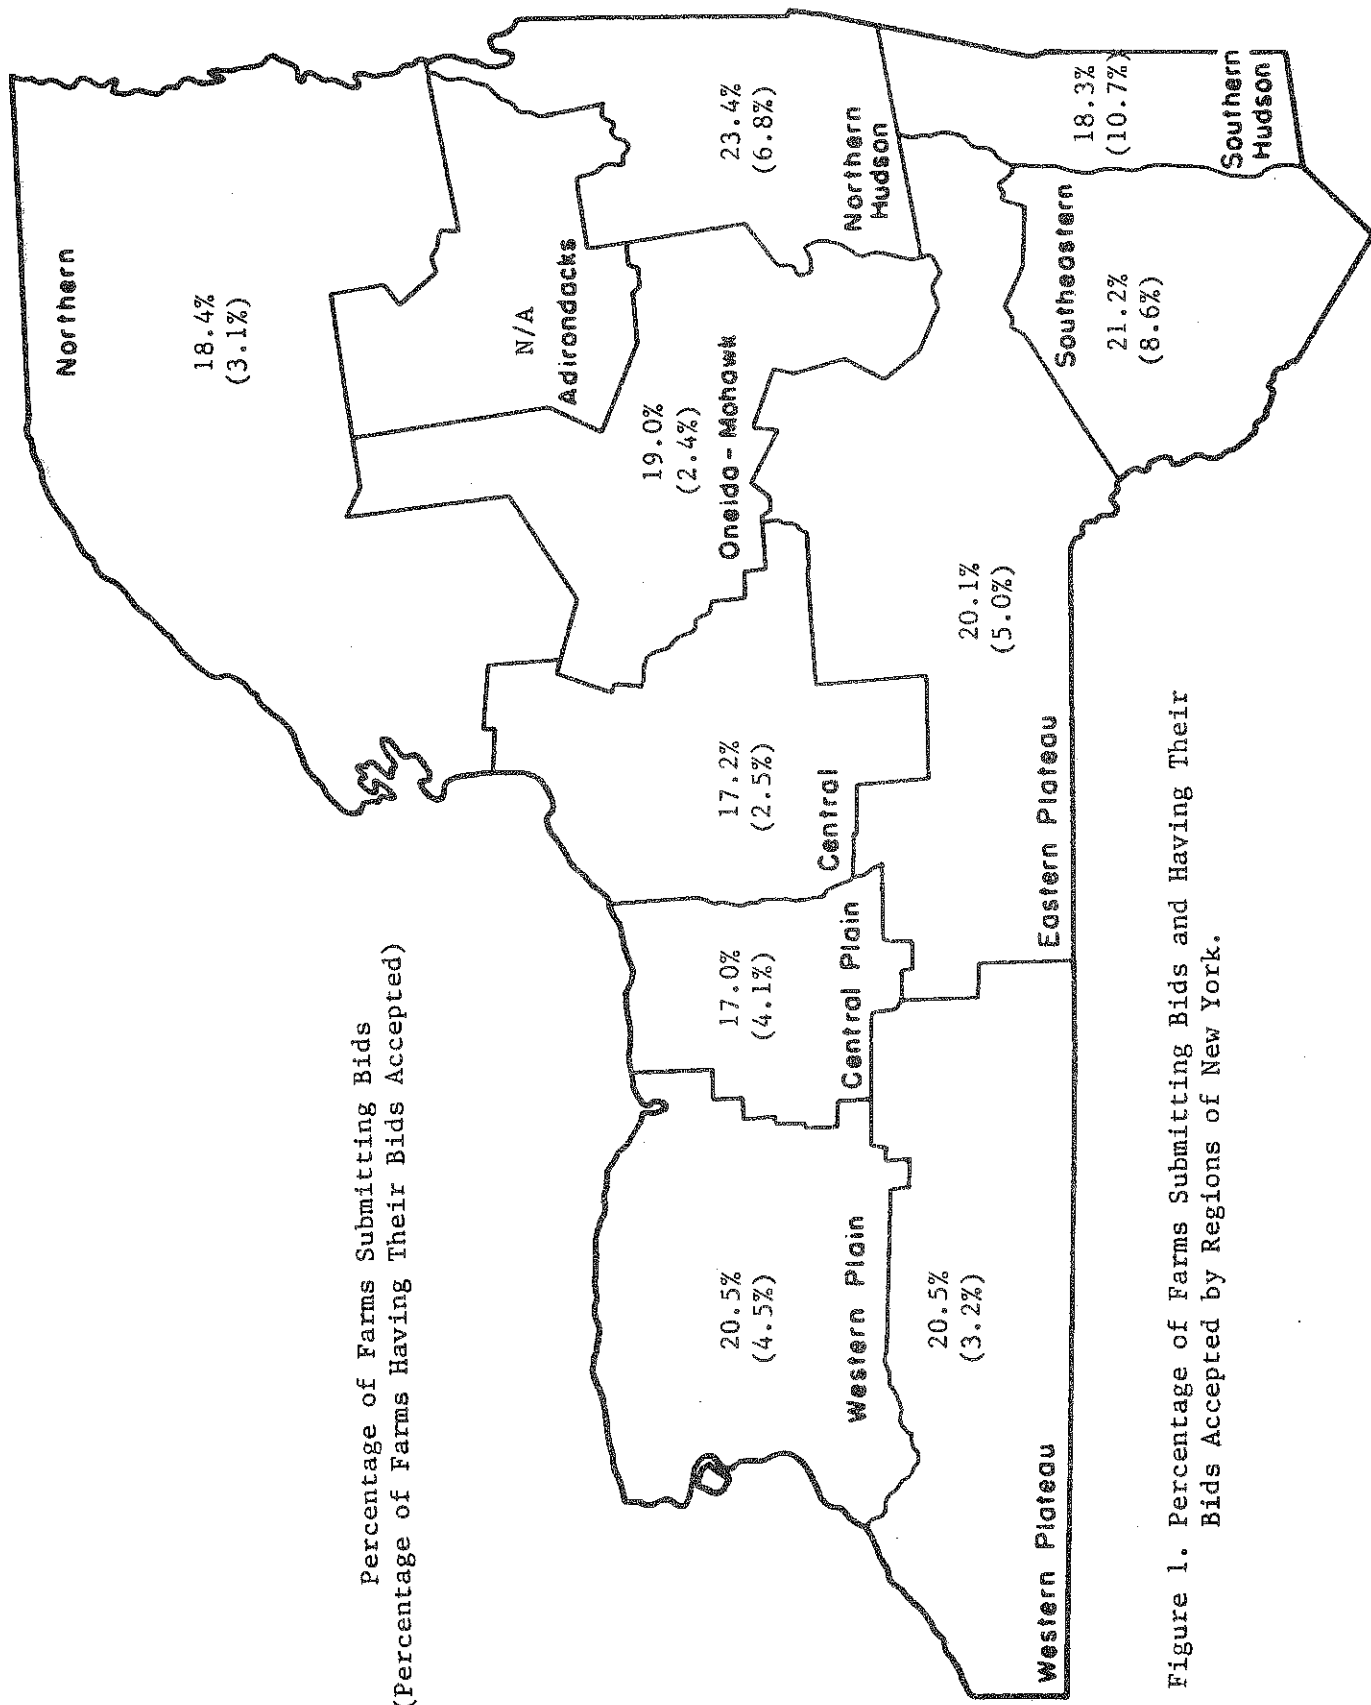 Percentage of Farms Submitting Bids
(Percentage of Farms Having Their Bids Accepted)
Northern
18.4%
(3.1%)
N/A
Adirondacks
19.0%
(2.4%)
Oneida-Mohawk
23.4%
(6.8%)
Northern
Hudson
17.2%
(2.5%)
Central
17.0%
(4.1%)
Central Plain
20.5%
(4.5%)
Western Plain
20.5%
(3.2%)
Western Plateau
20.1%
(5.0%)
Eastern Plateau
Southeastern
21.2%
(8.6%)
18.3%
(10.7%)
Southern
Hudson
Figure 1. Percentage of Farms Submitting Bids and Having Their
Bids Accepted by Regions of New York.